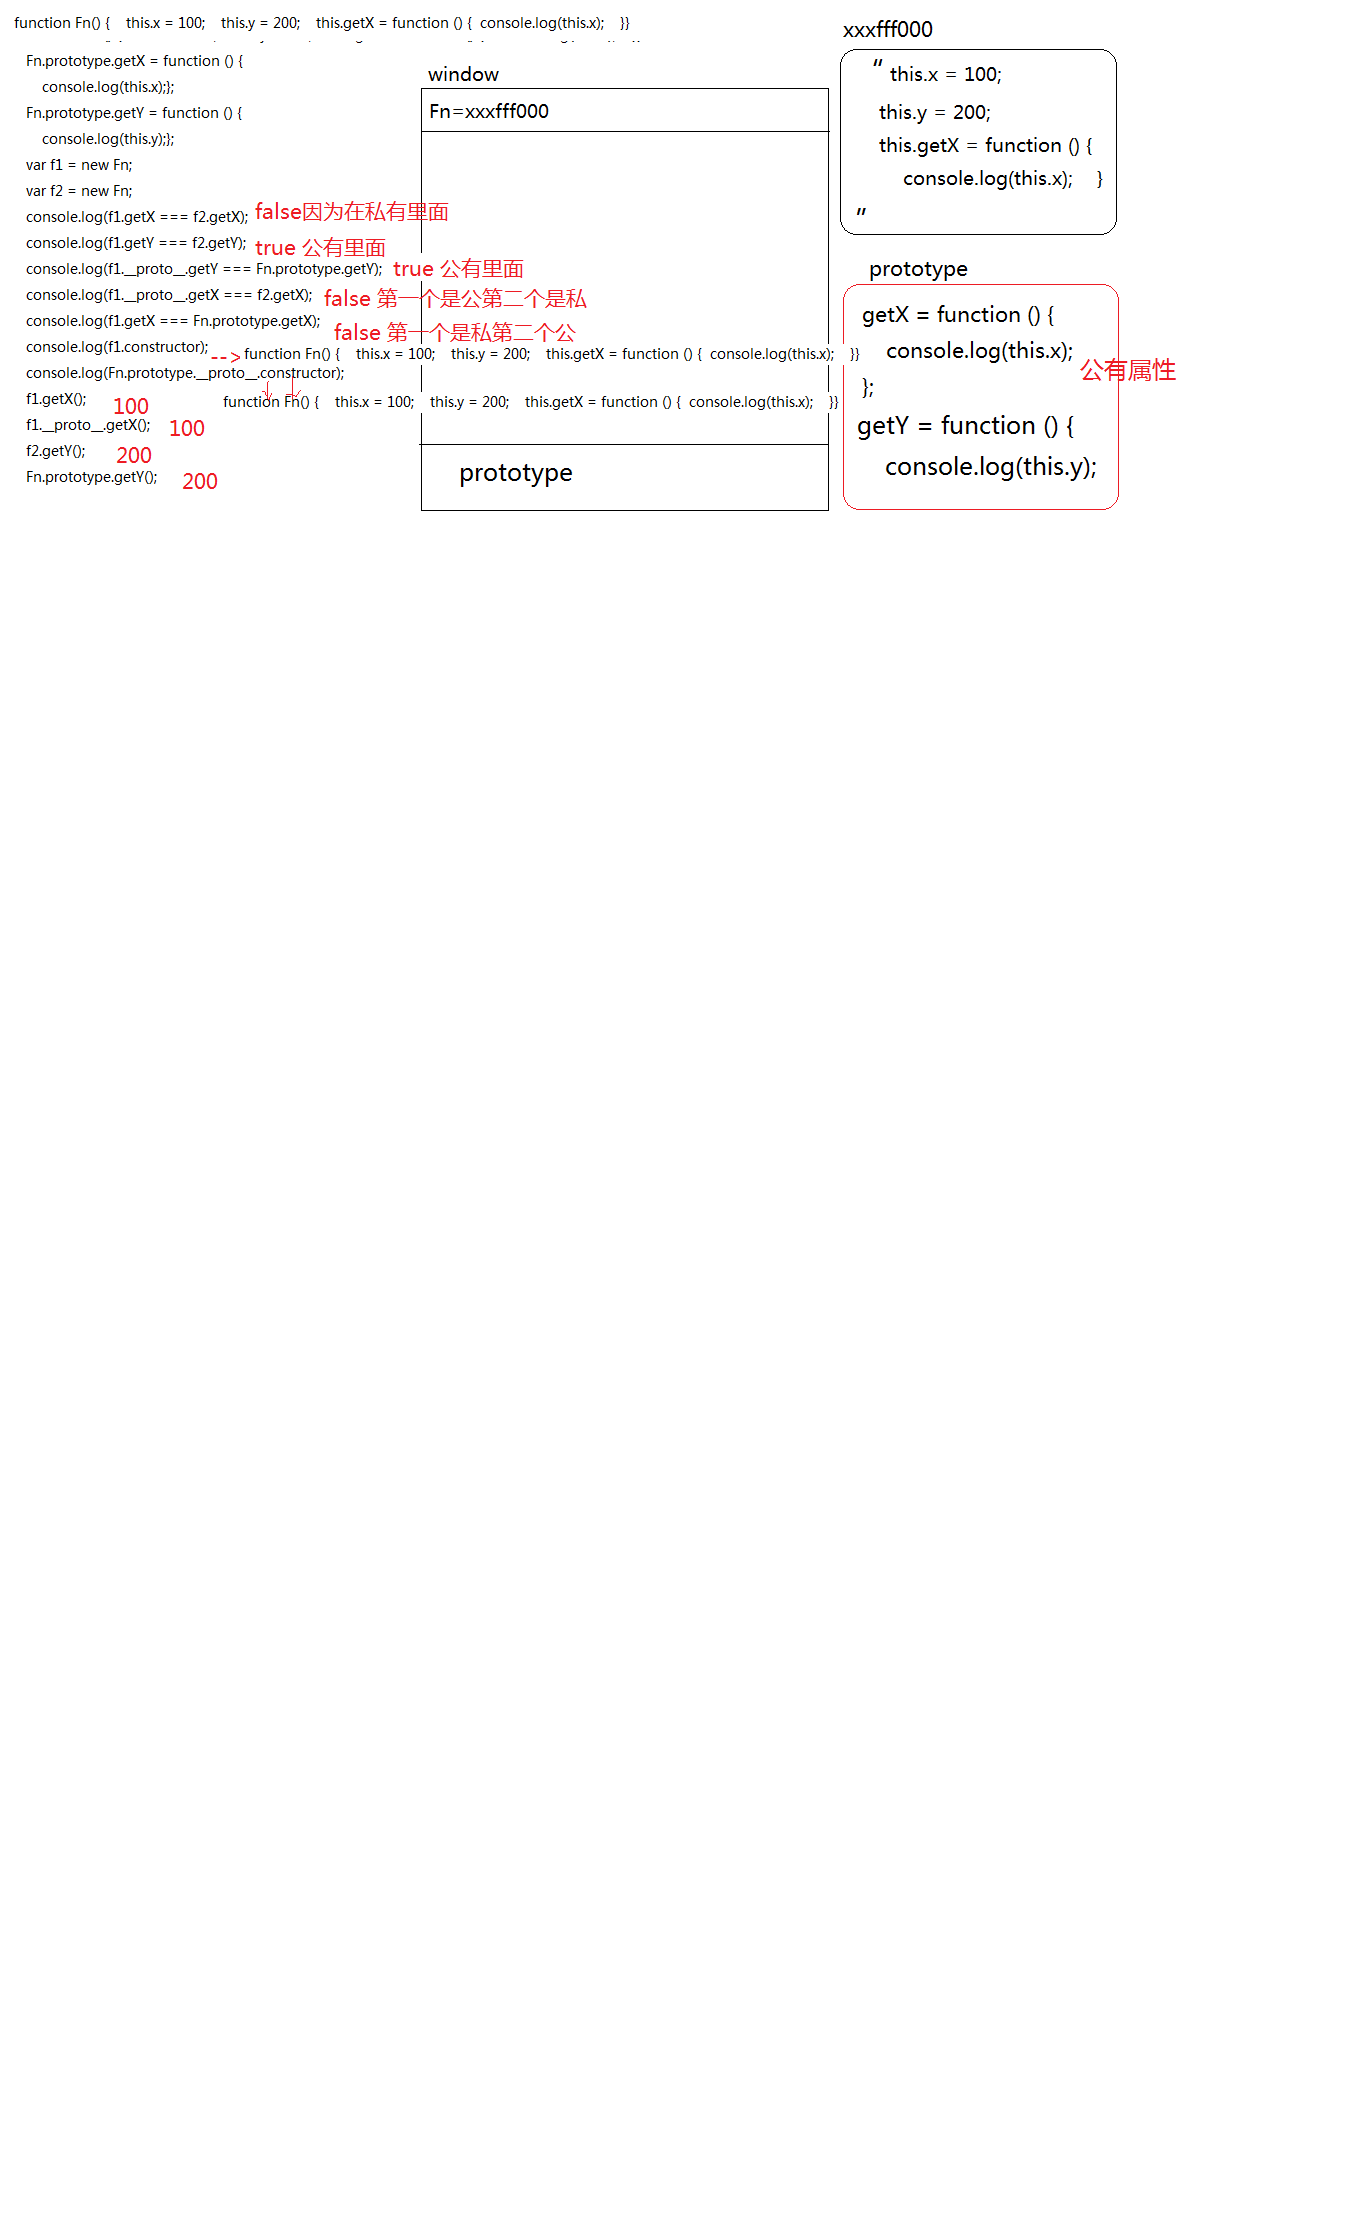 function Fn() {    this.x = 100;    this.y = 200;    this.getX = function () {  console.log(this.x);    }}
Fn.prototype.getX = function () {
console.log(this.x);};
Fn.prototype.getY = function () {
console.log(this.y);};
var f1 = new Fn;
var f2 = new Fn;
console.log(f1.getX === f2.getX); false因为在私有里面
console.log(f1.getY === f2.getY); true 公有里面
console.log(f1.__proto__.getY === Fn.prototype.getY); true 公有里面
console.log(f1.__proto__.getX === f2.getX); false 第一个是公第二个是私
console.log(f1.getX === Fn.prototype.getX); false 第一个是私第二个公
console.log(f1.constructor); --> function Fn() {    this.x = 100;    this.y = 200;    this.getX = function () {  console.log(this.x);    }}
console.log(Fn.prototype.__proto__.constructor);
function Fn() {    this.x = 100;    this.y = 200;    this.getX = function () {  console.log(this.x);    }}
f1.getX(); 100
f1.__proto__.getX(); 100
f2.getY(); 200
Fn.prototype.getY(); 200
window
Fn=xxxfff000
prototype
xxxfff000
" this.x = 100;
this.y = 200;
this.getX = function () {
console.log(this.x);    }
"
prototype
getX = function () {
console.log(this.x);
};
getY = function () {
console.log(this.y);
公有属性